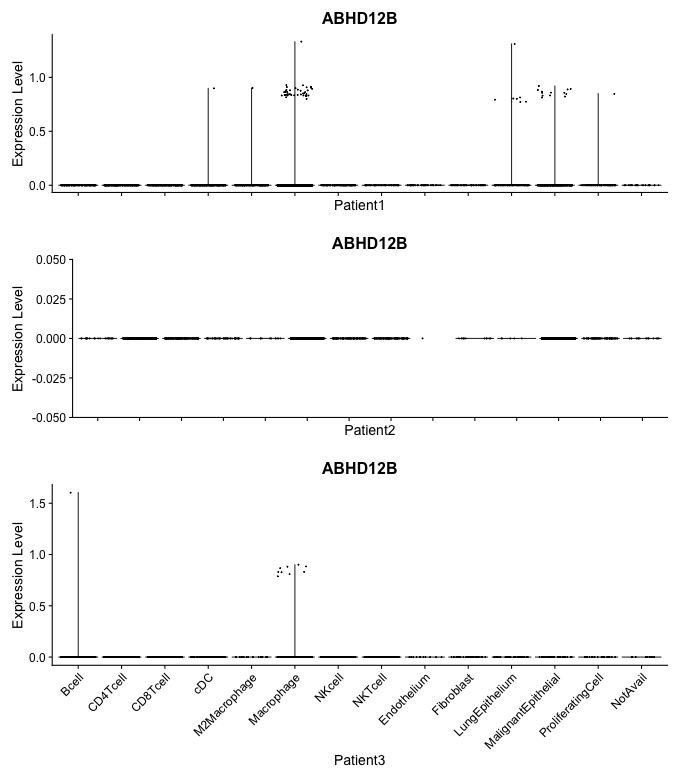 ABHD12B
Expression Level
1.0
0.5
0.0
Patient1
ABHD12B
Expression Level
0.050
0.025
0.000
-0.025
-0.050
Patient2
ABHD12B
Expression Level
1.5
1.0
0.5
0.0
Bcell
CD4Tcell
CD8Tcell
cDC
M2Macrophage
Macrophage
NKcell
NKTcell
Endothelium
Fibroblast
LungEpithelium
MalignantEpithelial
ProliferatingCell
NotAvail
Patient3